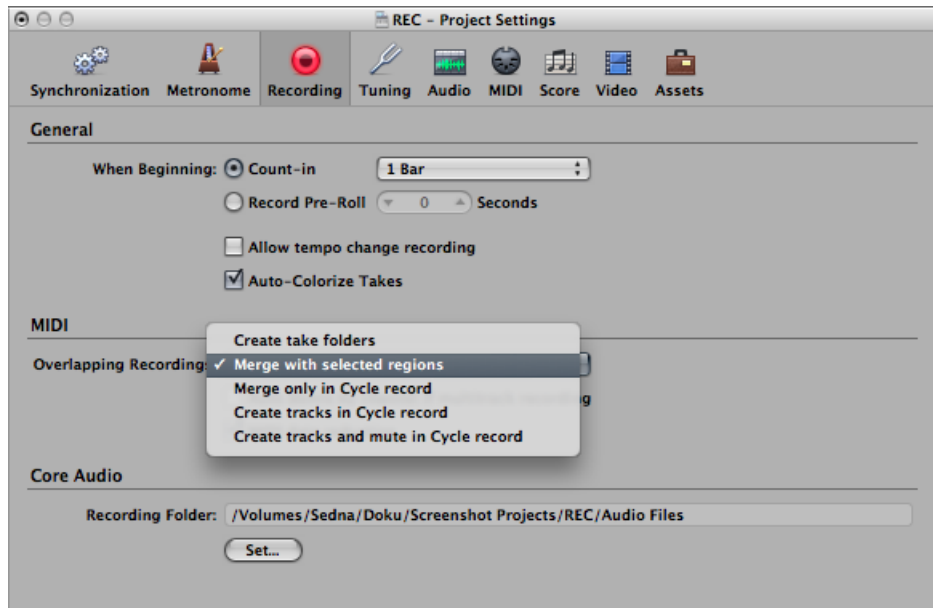 REC - Project Settings
Synchronization Metronome Recording Tuning Audio MIDI Score Video Assets
General
When Beginning: Count-in 1 Bar
Record Pre-Roll 0 Seconds
Allow tempo change recording
Auto-Colorize Takes
MIDI
Create take folders
Overlapping Recording ✓ Merge with selected regions
Merge only in Cycle record
Create tracks in Cycle record
Create tracks and mute in Cycle record
Core Audio
Recording Folder: /Volumes/Sedna/Doku/Screenshot Projects/REC/Audio Files
Set...